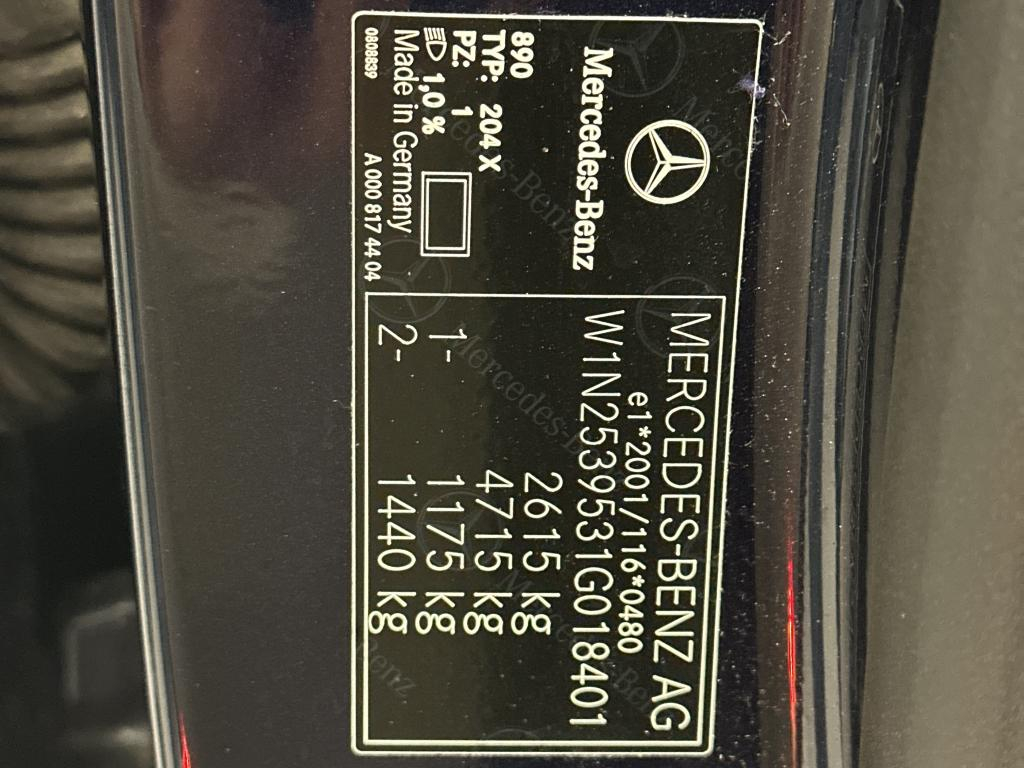 Mercedes-Benz
890
TYP: 204 X
PZ: 1
1,0 %
Made in Germany
0808839 A 000 817 44 04
MERCEDES-BENZ AG
e1*2001/116*0480
W1N2539531G018401
2615 kg
4715 kg
1- 1175 kg
2- 1440 kg